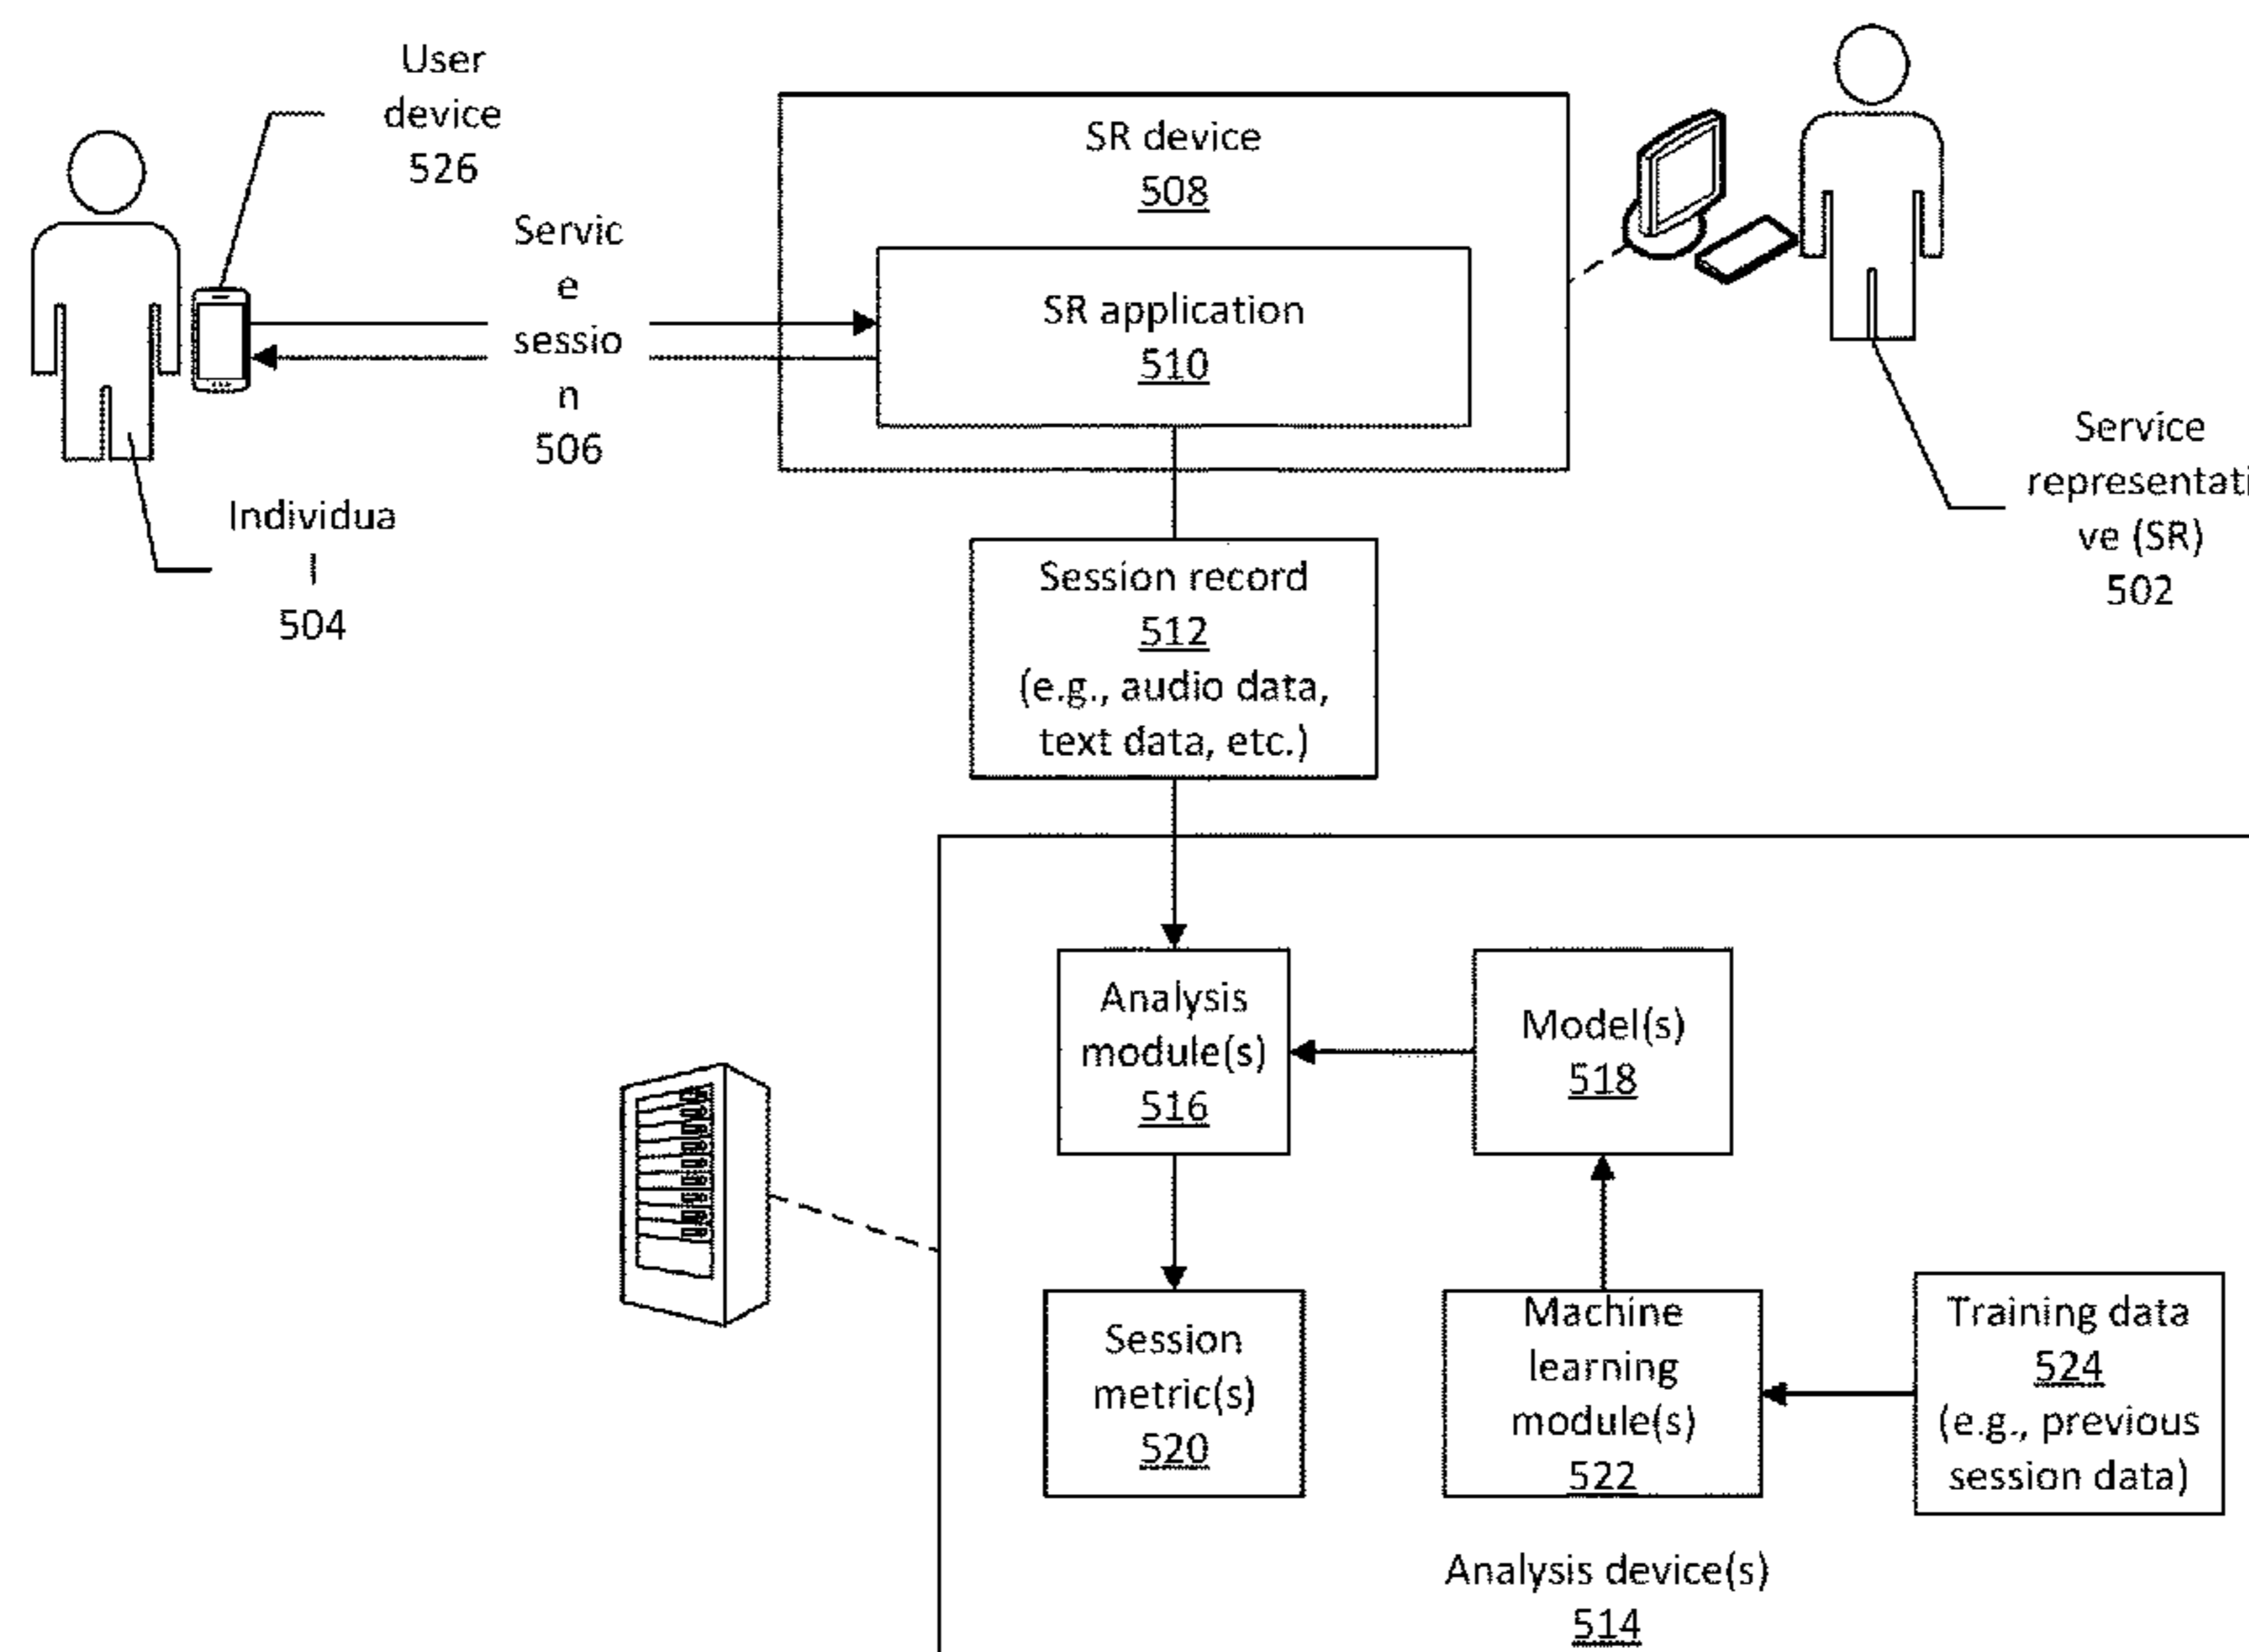 User
device
526
SR device
508
Servic
e
sessio
n
506
SR application
510
Individua
l
504
Service
representati
ve (SR)
502
Session record
512
(e.g., audio data,
text data, etc.)
Analysis
module(s)
516
Model(s)
518
Session
metric(s)
520
Machine
learning
module(s)
522
Training data
524
(e.g., previous
session data)
Analysis device(s)
514